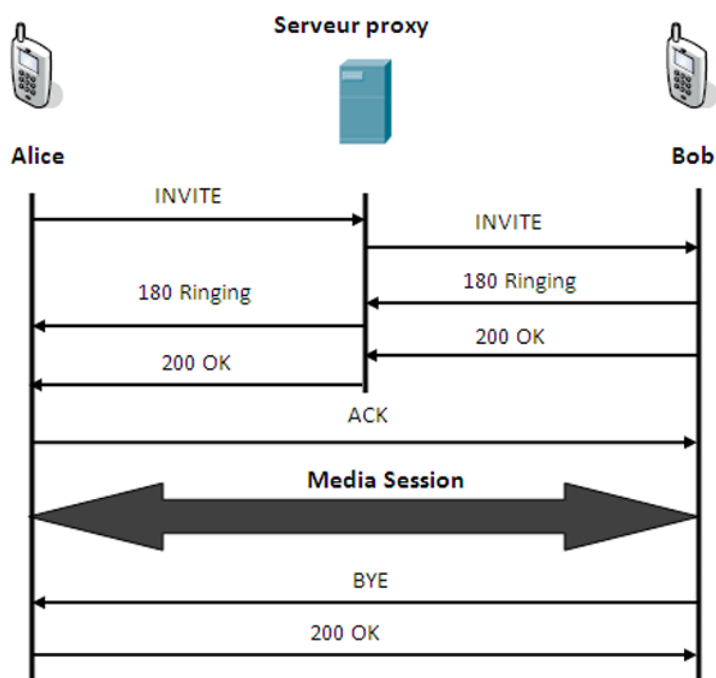 Serveur proxy
Alice
Bob
INVITE
INVITE
180 Ringing
180 Ringing
200 OK
200 OK
ACK
Media Session
BYE
200 OK